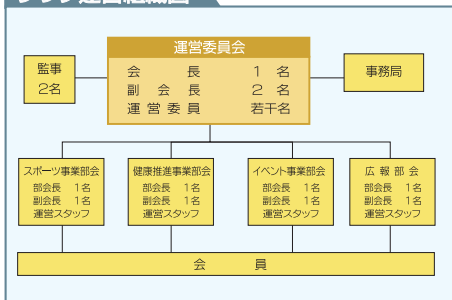 運営委員会
監事
2名
会長 1名
副会長 2名
運営委員 若干名
事務局
スポーツ事業部会
部会長 1名
副会長 1名
運営スタッフ
健康推進事業部会
部会長 1名
副会長 1名
運営スタッフ
イベント事業部会
部会長 1名
副会長 1名
運営スタッフ
広報部会
部会長 1名
副会長 1名
運営スタッフ
会員